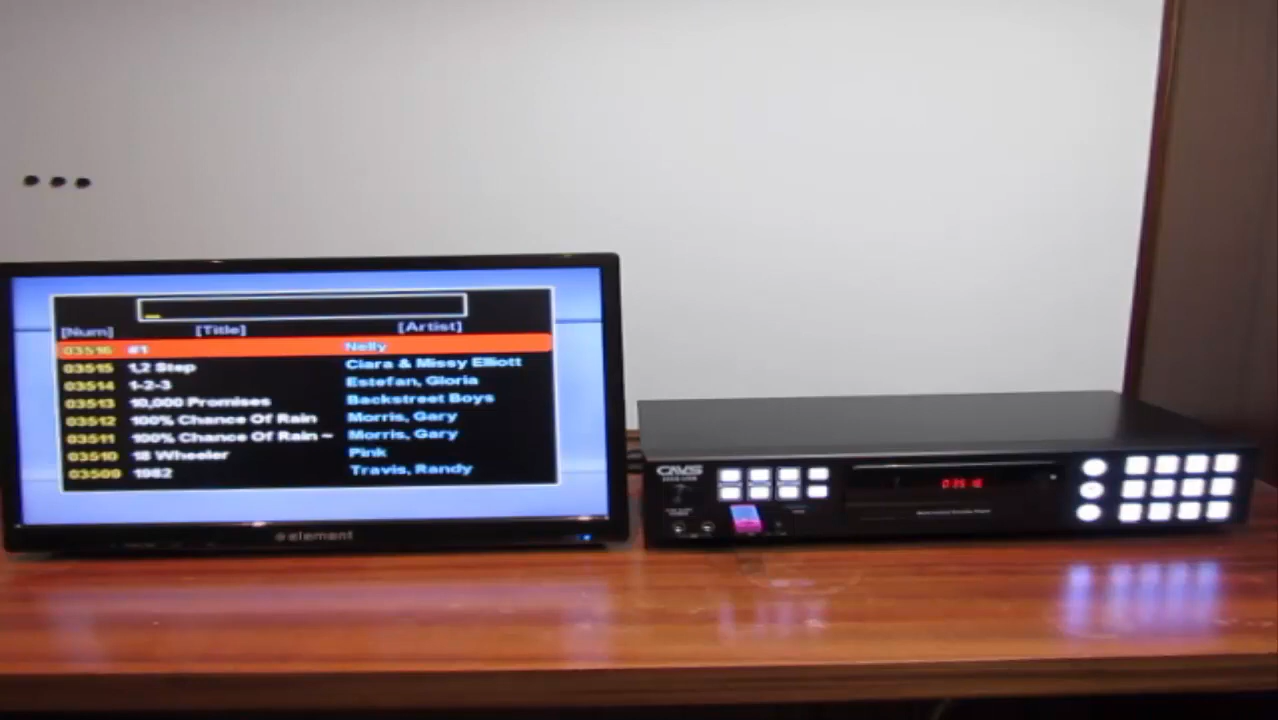 [Num] [Title] [Artist]
03516 #1 Nelly
03515 1,2 Step Ciara & Missy Elliott
03514 1-2-3 Estefan, Gloria
03513 10,000 Promises Backstreet Boys
03512 100% Chance Of Rain Morris, Gary
03511 100% Chance Of Rain ~ Morris, Gary
03510 18 Wheeler Pink
03509 1982 Travis, Randy
element
CAVS
03516